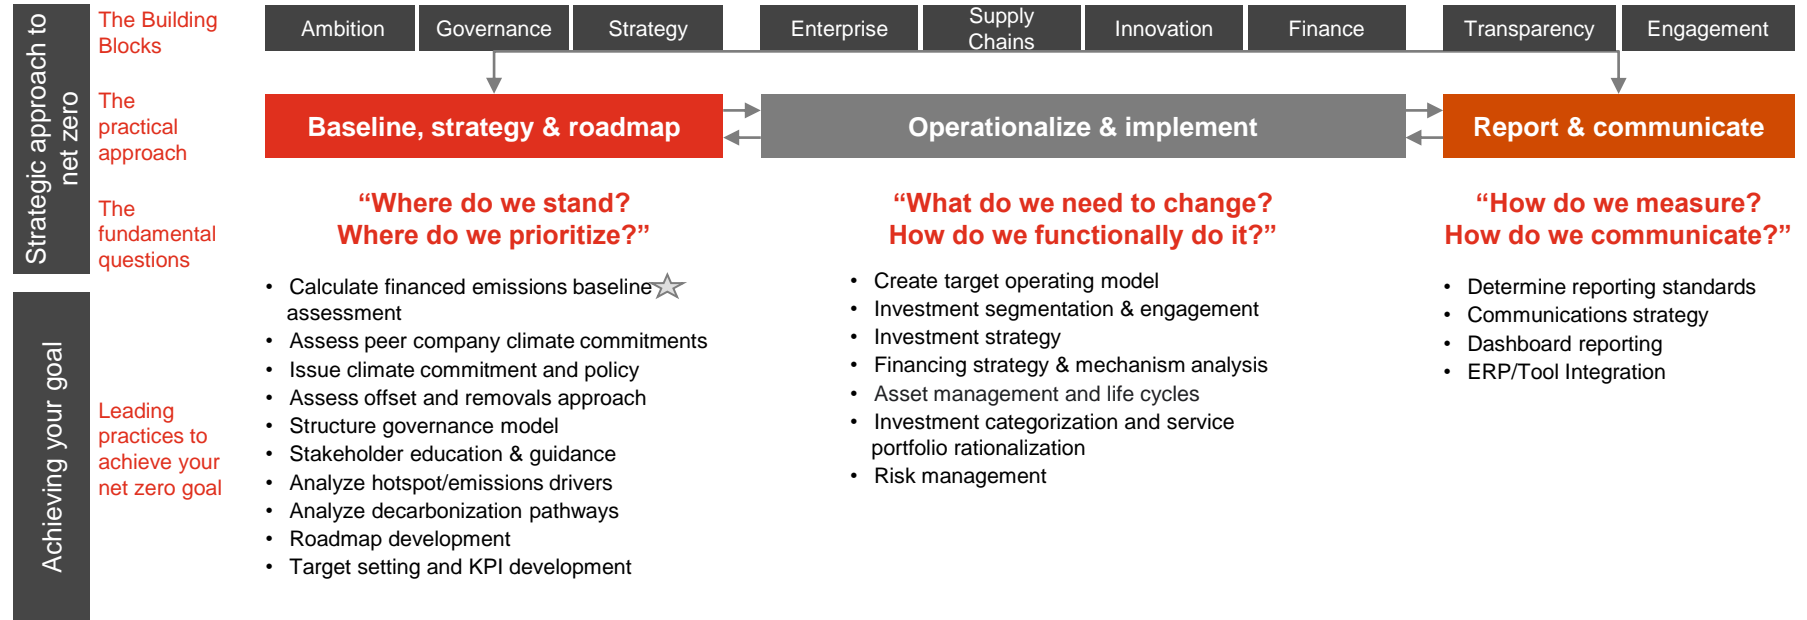 Strategic approach to
net zero
The Building
Blocks
Ambition
Governance
Strategy
Enterprise
Supply
Chains
Innovation
Finance
Transparency
Engagement
The
practical
approach
Baseline, strategy & roadmap
Operationalize & implement
Report & communicate
The
fundamental
questions
“Where do we stand?
Where do we prioritize?”
“What do we need to change?
How do we functionally do it?”
“How do we measure?
How do we communicate?”
Achieving your goal
Leading
practices to
achieve your
net zero goal
• Calculate financed emissions baseline
assessment
• Assess peer company climate commitments
• Issue climate commitment and policy
• Assess offset and removals approach
• Structure governance model
• Stakeholder education & guidance
• Analyze hotspot/emissions drivers
• Analyze decarbonization pathways
• Roadmap development
• Target setting and KPI development
• Create target operating model
• Investment segmentation & engagement
• Investment strategy
• Financing strategy & mechanism analysis
• Asset management and life cycles
• Investment categorization and service
portfolio rationalization
• Risk management
• Determine reporting standards
• Communications strategy
• Dashboard reporting
• ERP/Tool Integration